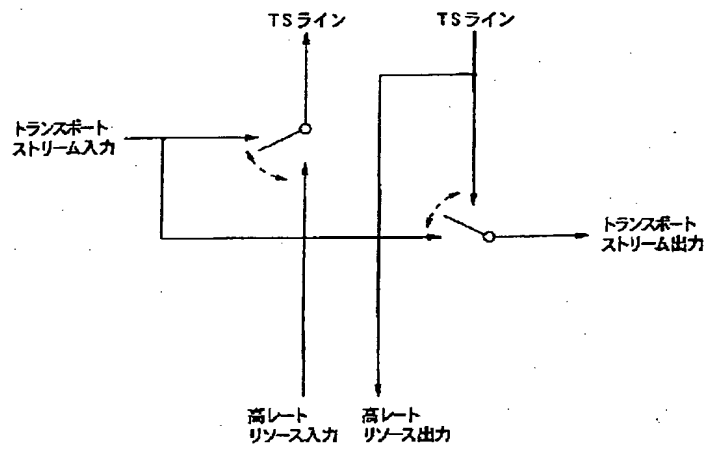 TSライン
TSライン
トランスポート
ストリーム入力
トランスポート
ストリーム出力
高レート
リソース入力
高レート
リソース出力